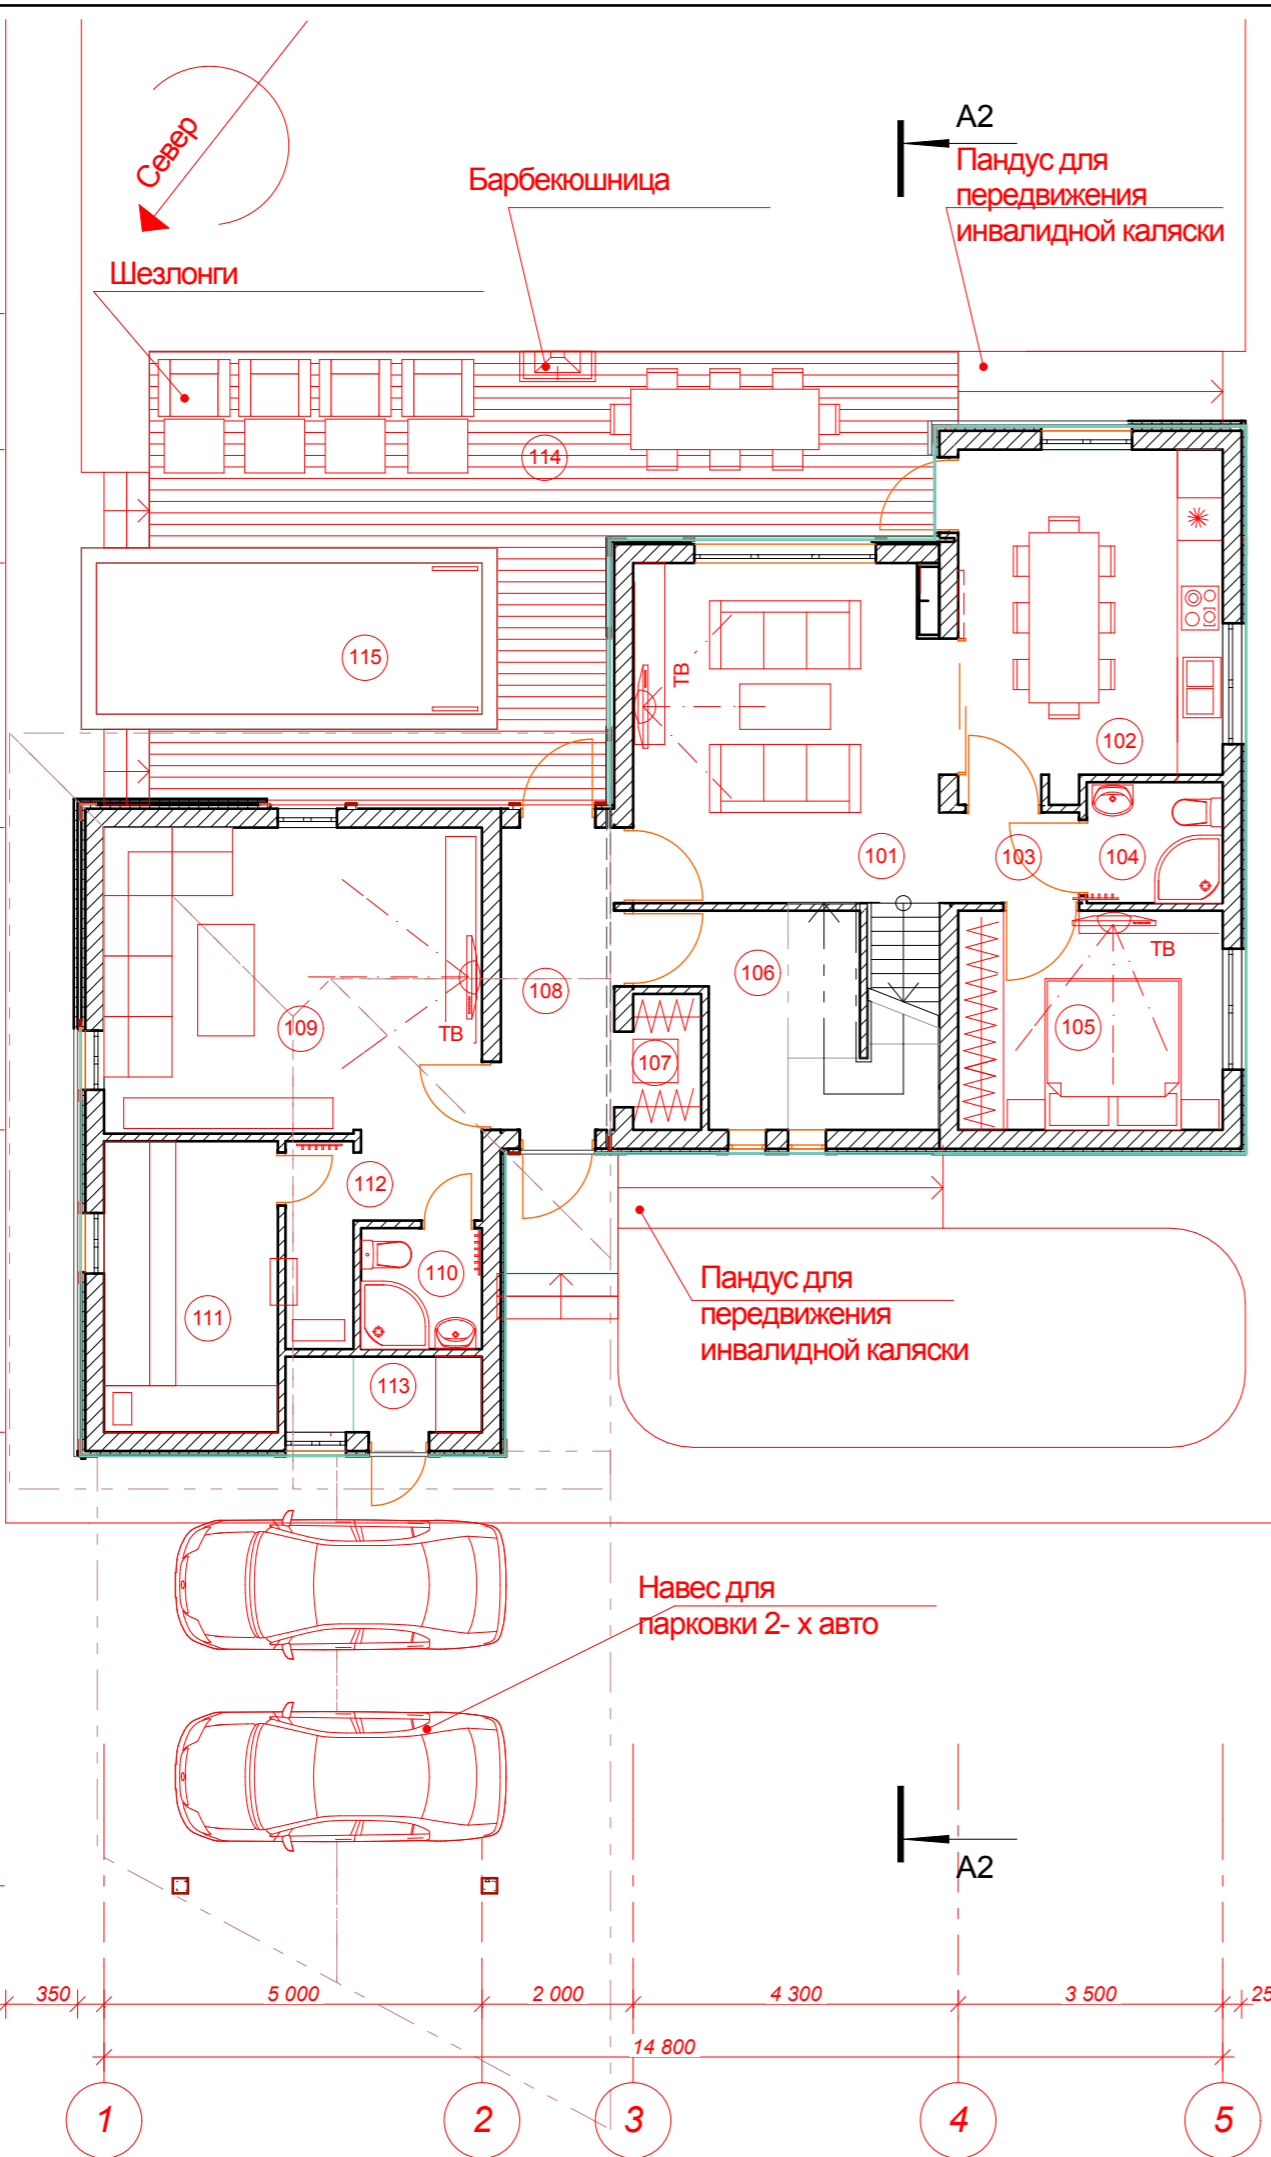 А2
Север
Пандус для
передвижения
инвалидной каляски
Барбекюшница
Шезлонги
114
115
ТВ
102
101
103
104
106
ТВ
108
105
109
ТВ
107
112
110
111
Пандус для
передвижения
инвалидной каляски
113
Навес для
парковки 2- х авто
А2
350
5 000
2 000
4 300
3 500
25
14 800
1
2
3
4
5